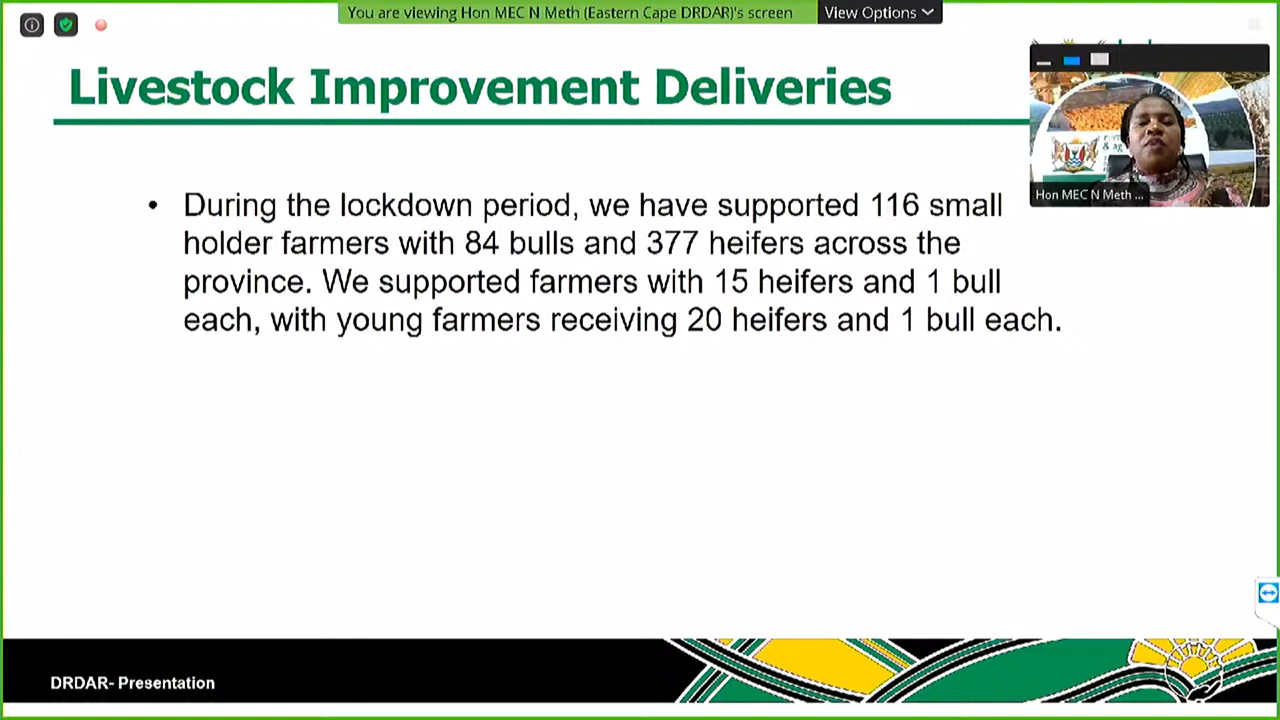 You are viewing Hon MEC N Meth (Eastern Cape DRDAR)'s screen
View Options
Livestock Improvement Deliveries
Hon MEC N Meth ...
• During the lockdown period, we have supported 116 small
holder farmers with 84 bulls and 377 heifers across the
province. We supported farmers with 15 heifers and 1 bull
each, with young farmers receiving 20 heifers and 1 bull each.
DRDAR- Presentation